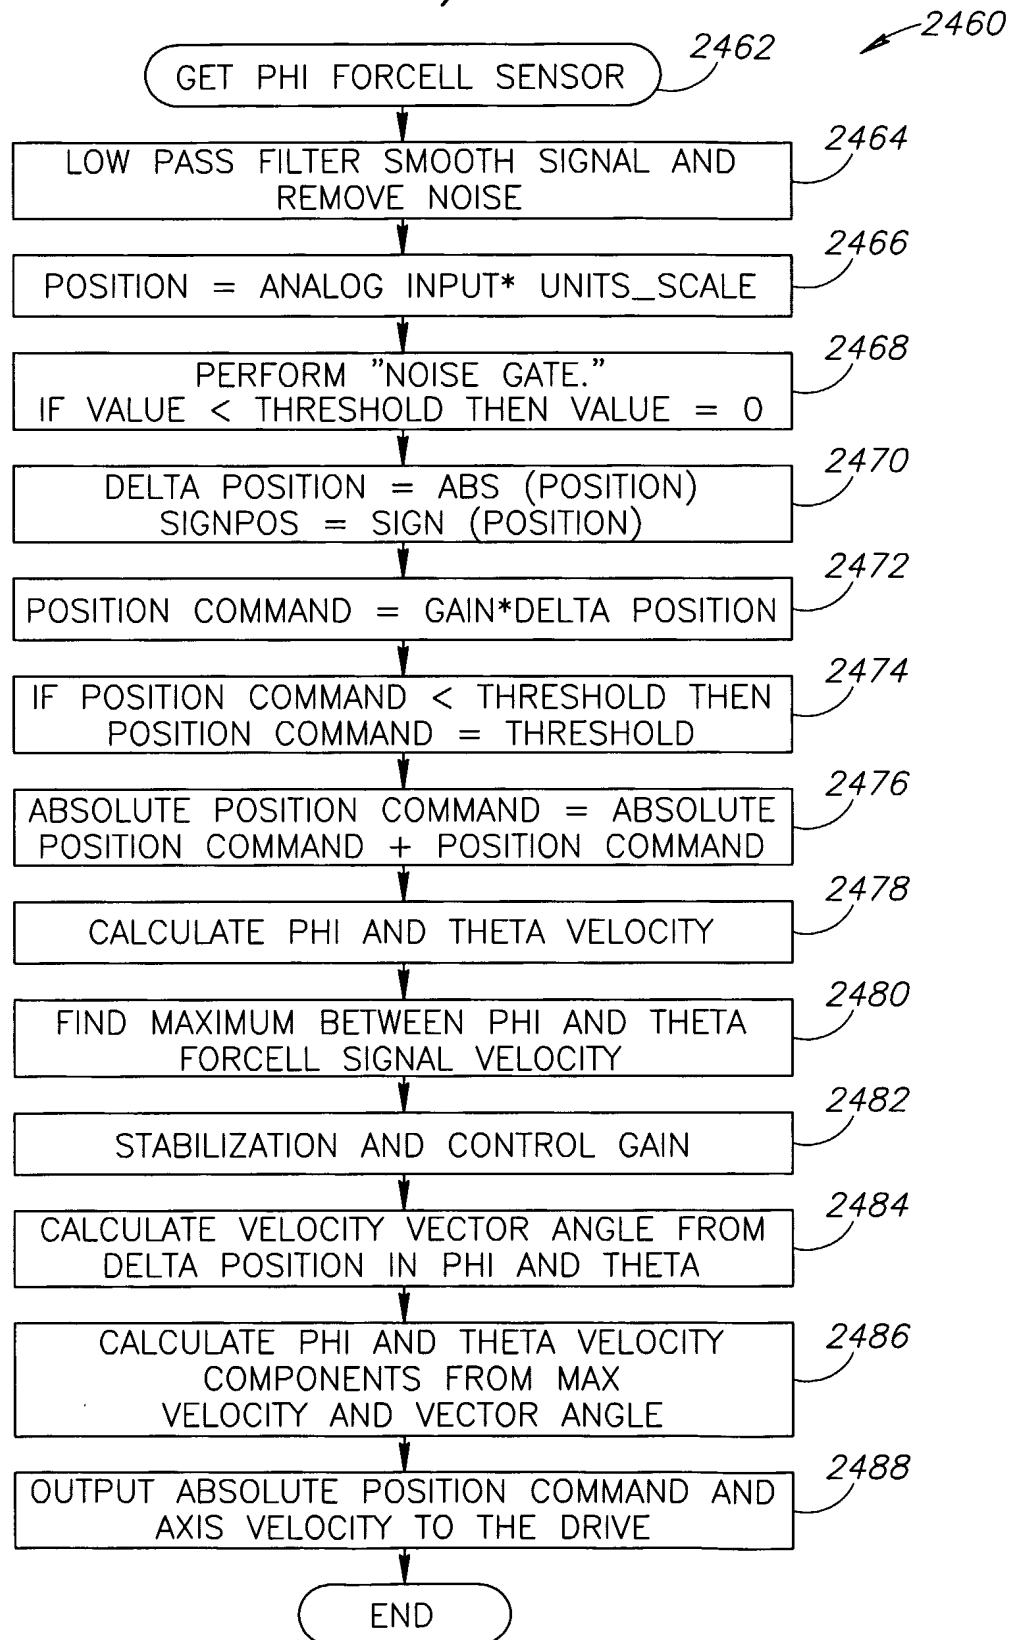 2460
GET PHI FORCELL SENSOR
2462
LOW PASS FILTER SMOOTH SIGNAL AND
REMOVE NOISE
2464
POSITION = ANALOG INPUT* UNITS_SCALE
2466
PERFORM "NOISE GATE."
IF VALUE < THRESHOLD THEN VALUE = 0
2468
DELTA POSITION = ABS (POSITION)
SIGNPOS = SIGN (POSITION)
2470
POSITION COMMAND = GAIN*DELTA POSITION
2472
IF POSITION COMMAND < THRESHOLD THEN
POSITION COMMAND = THRESHOLD
2474
ABSOLUTE POSITION COMMAND = ABSOLUTE
POSITION COMMAND + POSITION COMMAND
2476
CALCULATE PHI AND THETA VELOCITY
2478
FIND MAXIMUM BETWEEN PHI AND THETA
FORCELL SIGNAL VELOCITY
2480
STABILIZATION AND CONTROL GAIN
2482
CALCULATE VELOCITY VECTOR ANGLE FROM
DELTA POSITION IN PHI AND THETA
2484
CALCULATE PHI AND THETA VELOCITY
COMPONENTS FROM MAX
VELOCITY AND VECTOR ANGLE
2486
OUTPUT ABSOLUTE POSITION COMMAND AND
AXIS VELOCITY TO THE DRIVE
2488
END